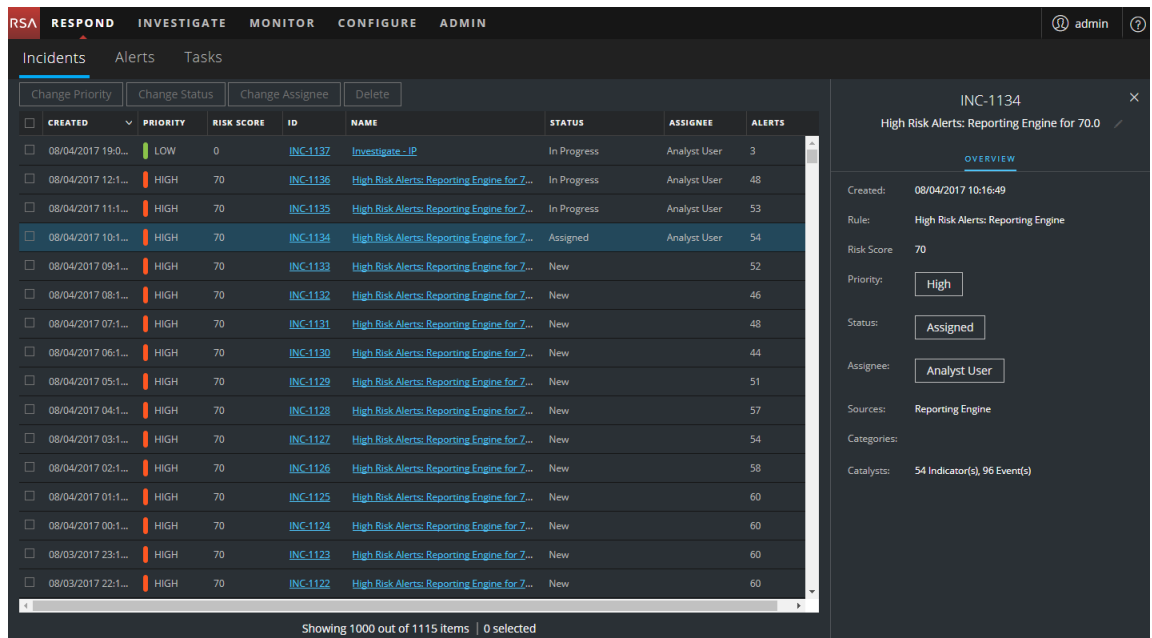 RSA RESPOND INVESTIGATE MONITOR CONFIGURE ADMIN admin ?
Incidents Alerts Tasks
Change Priority Change Status Change Assignee Delete
CREATED PRIORITY RISK SCORE ID NAME STATUS ASSIGNEE ALERTS
08/04/2017 19:0... LOW 0 INC-1137 Investigate - IP In Progress Analyst User 3
08/04/2017 12:1... HIGH 70 INC-1136 High Risk Alerts: Reporting Engine for 7... In Progress Analyst User 48
08/04/2017 11:1... HIGH 70 INC-1135 High Risk Alerts: Reporting Engine for 7... In Progress Analyst User 53
08/04/2017 10:1... HIGH 70 INC-1134 High Risk Alerts: Reporting Engine for 7... Assigned Analyst User 54
08/04/2017 09:1... HIGH 70 INC-1133 High Risk Alerts: Reporting Engine for 7... New 52
08/04/2017 08:1... HIGH 70 INC-1132 High Risk Alerts: Reporting Engine for 7... New 46
08/04/2017 07:1... HIGH 70 INC-1131 High Risk Alerts: Reporting Engine for 7... New 48
08/04/2017 06:1... HIGH 70 INC-1130 High Risk Alerts: Reporting Engine for 7... New 44
08/04/2017 05:1... HIGH 70 INC-1129 High Risk Alerts: Reporting Engine for 7... New 51
08/04/2017 04:1... HIGH 70 INC-1128 High Risk Alerts: Reporting Engine for 7... New 57
08/04/2017 03:1... HIGH 70 INC-1127 High Risk Alerts: Reporting Engine for 7... New 54
08/04/2017 02:1... HIGH 70 INC-1126 High Risk Alerts: Reporting Engine for 7... New 58
08/04/2017 01:1... HIGH 70 INC-1125 High Risk Alerts: Reporting Engine for 7... New 60
08/04/2017 00:1... HIGH 70 INC-1124 High Risk Alerts: Reporting Engine for 7... New 60
08/03/2017 23:1... HIGH 70 INC-1123 High Risk Alerts: Reporting Engine for 7... New 60
08/03/2017 22:1... HIGH 70 INC-1122 High Risk Alerts: Reporting Engine for 7... New 60
Showing 1000 out of 1115 items | 0 selected
INC-1134
High Risk Alerts: Reporting Engine for 70.0
OVERVIEW
Created: 08/04/2017 10:16:49
Rule: High Risk Alerts: Reporting Engine
Risk Score 70
Priority: High
Status: Assigned
Assignee: Analyst User
Sources: Reporting Engine
Categories:
Catalysts: 54 Indicator(s), 96 Event(s)